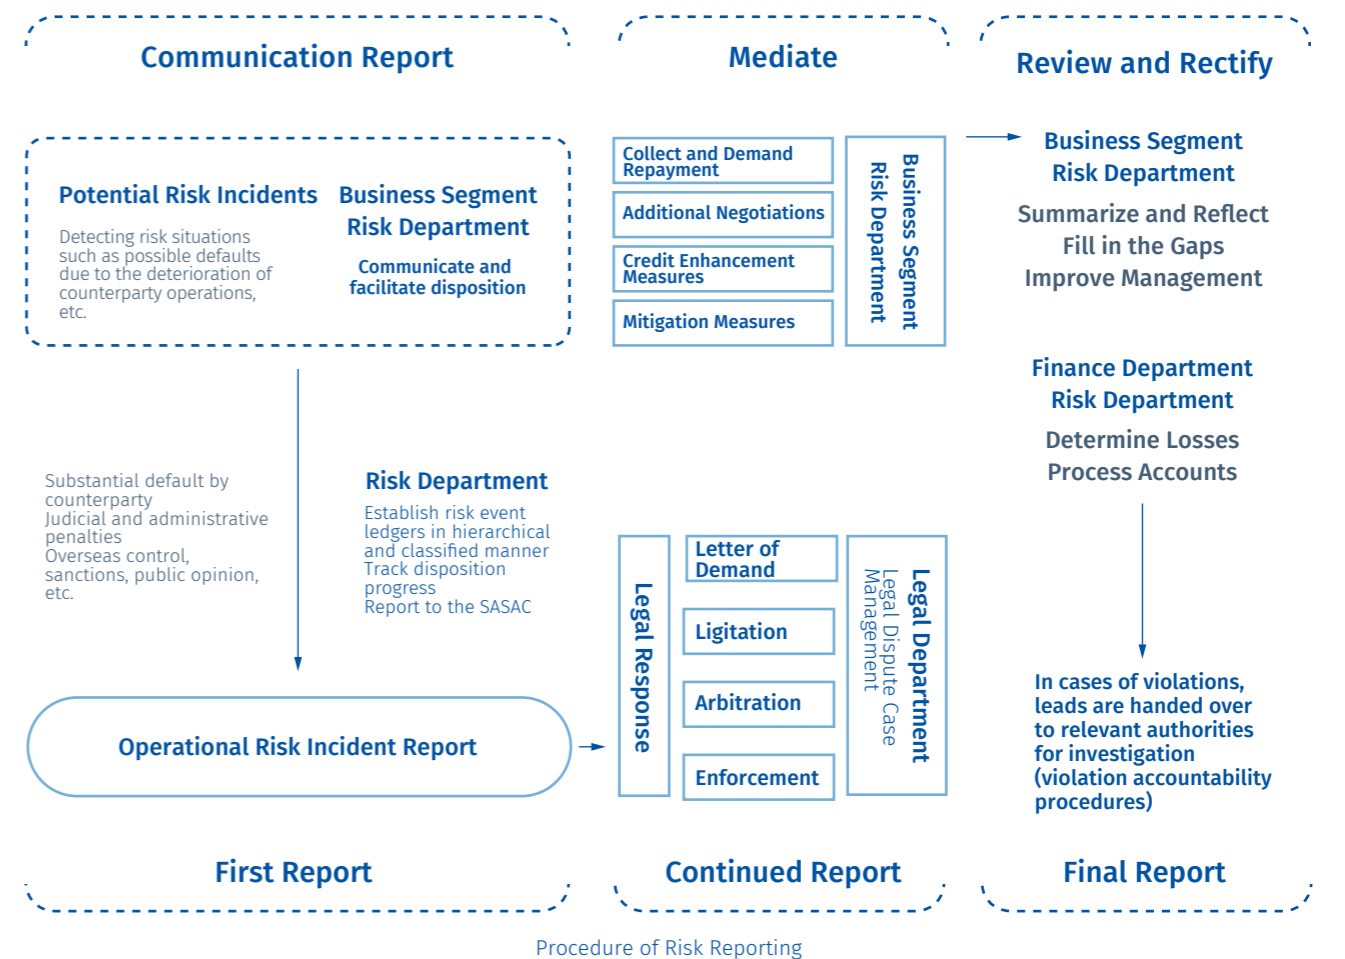 Communication Report
Mediate
Review and Rectify
Potential Risk Incidents
Detecting risk situations
such as possible defaults
due to the deterioration of
counterparty operations,
etc.
Business Segment
Risk Department
Communicate and
facilitate disposition
Collect and Demand
Repayment
Additional Negotiations
Credit Enhancement
Measures
Mitigation Measures
Business Segment
Risk Department
Business Segment
Risk Department
Summarize and Reflect
Fill in the Gaps
Improve Management
Finance Department
Risk Department
Determine Losses
Process Accounts
Substantial default by
counterparty
Judicial and administrative
penalties
Overseas control,
sanctions, public opinion,
etc.
Risk Department
Establish risk event
ledgers in hierarchical
and classified manner
Track disposition
progress
Report to the SASAC
Operational Risk Incident Report
Legal Response
Letter of
Demand
Ligitation
Arbitration
Enforcement
Legal Department
Legal Dispute Case
Management
In cases of violations,
leads are handed over
to relevant authorities
for investigation
(violation accountability
procedures)
First Report
Continued Report
Final Report
Procedure of Risk Reporting